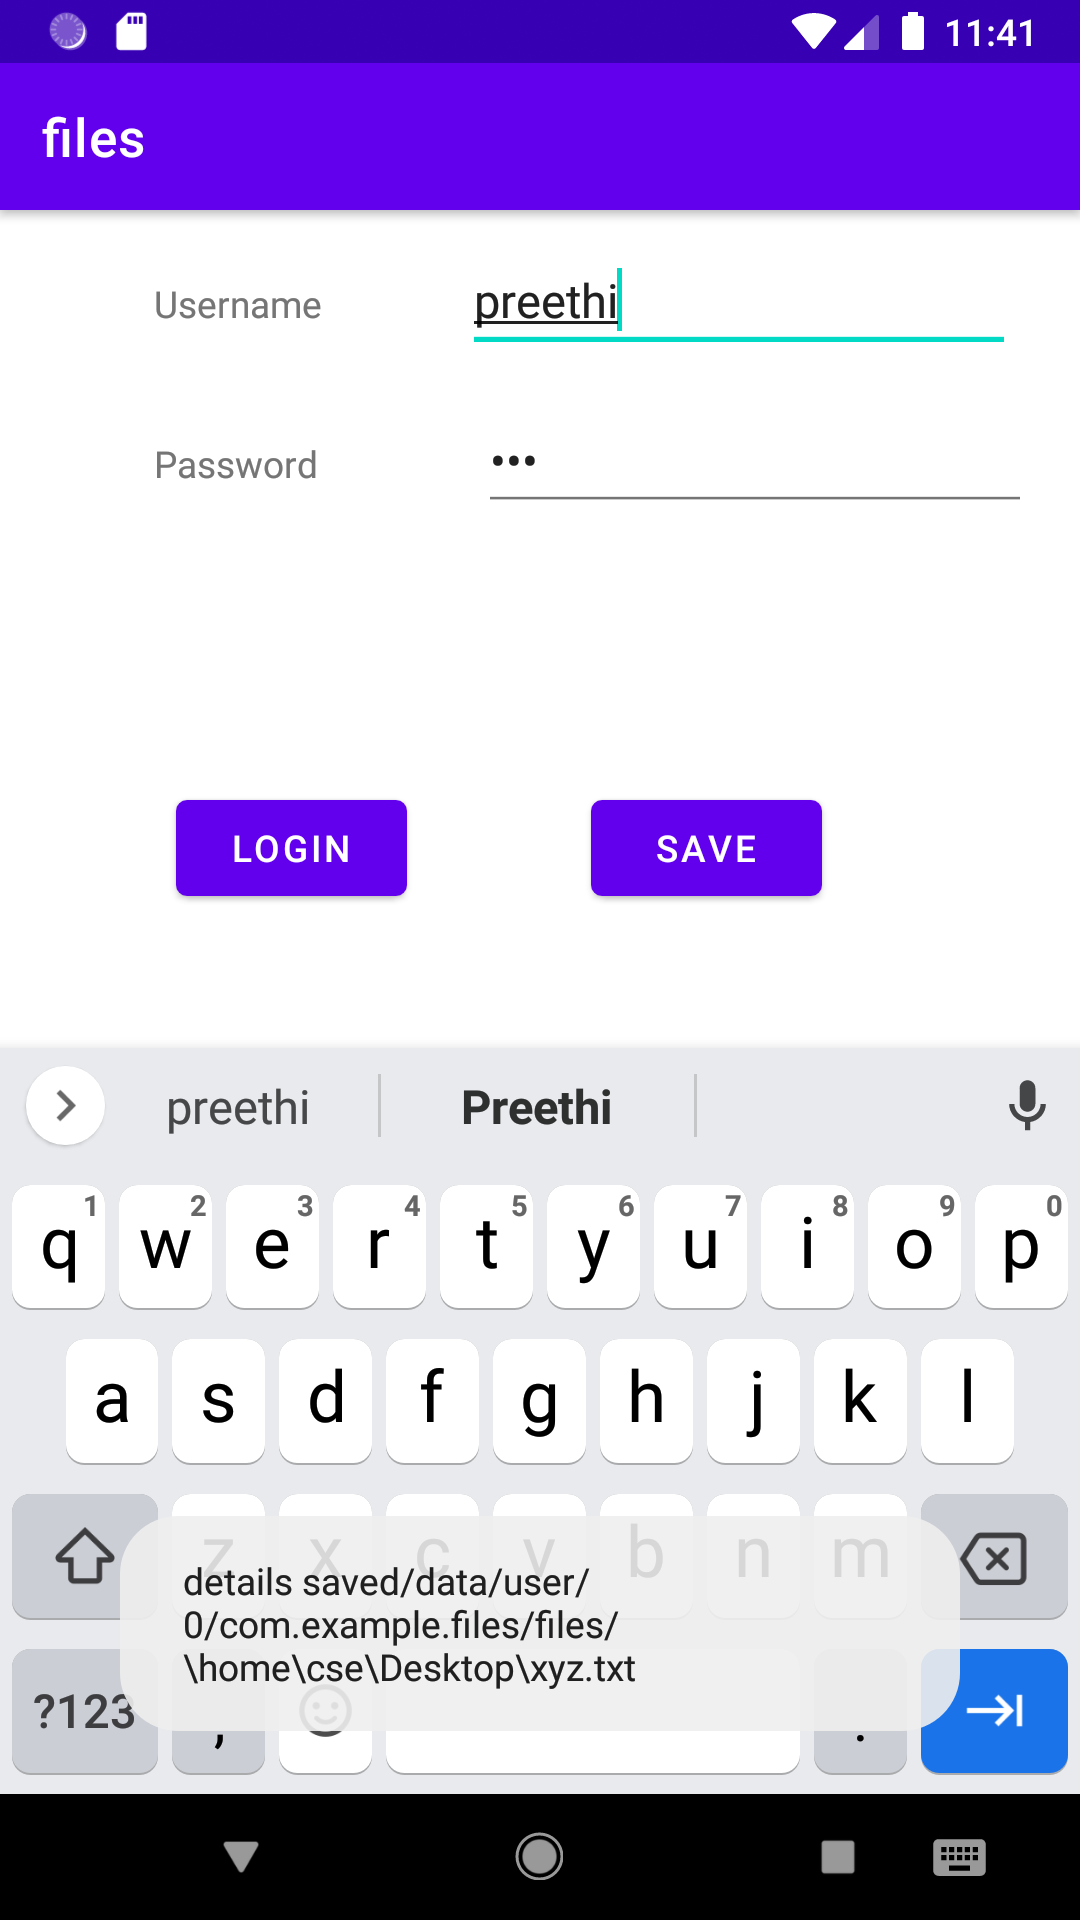 11:41
files
Username preethi
Password •••
LOGIN SAVE
preethi Preethi
1 2 3 4 5 6 7 8 9 0
q w e r t y u i o p
a s d f g h j k l
z x c v b n m
details saved/data/user/
0/com.example.files/files/
\home\cse\Desktop\xyz.txt
?123 , .